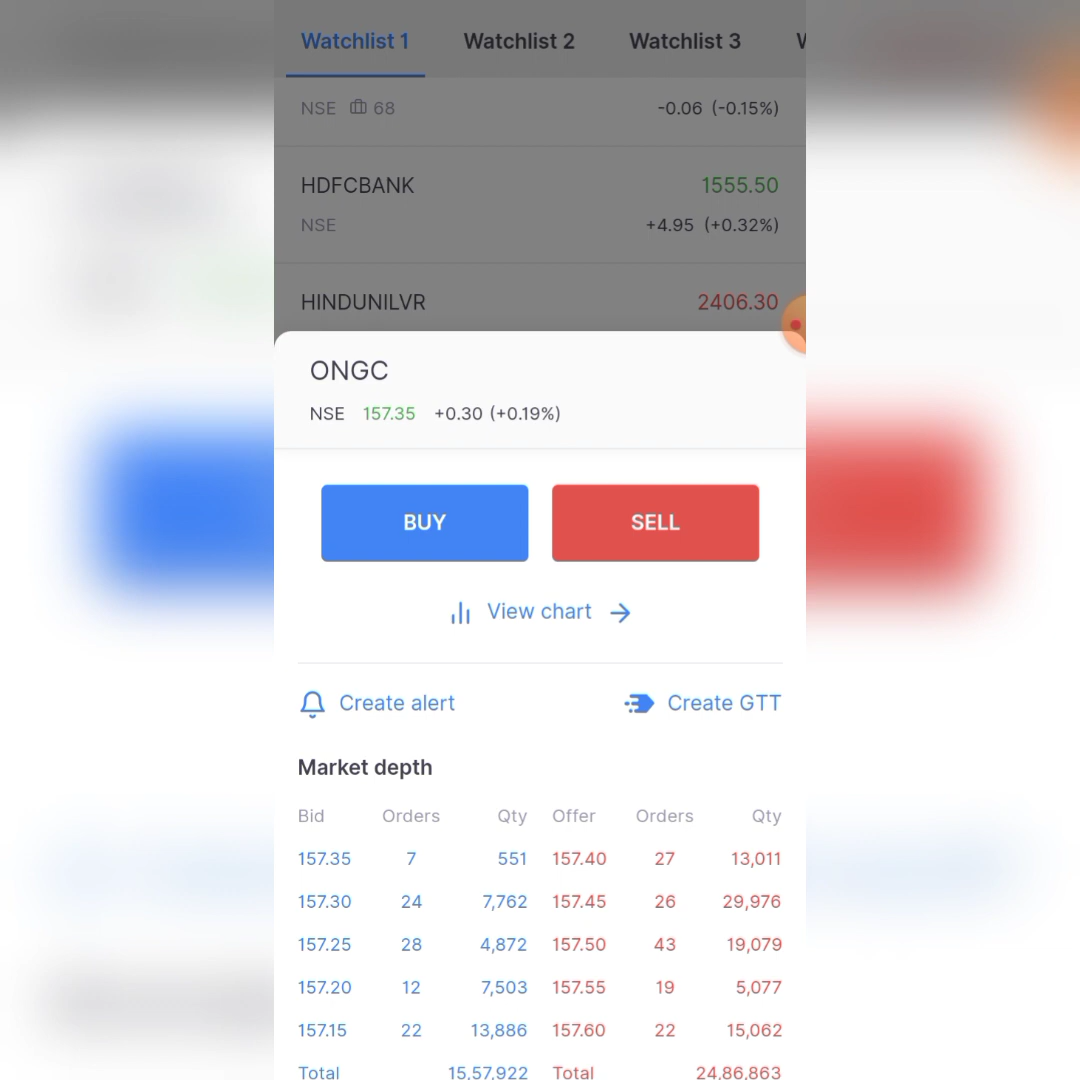 Watchlist 1 Watchlist 2 Watchlist 3
NSE 68 -0.06 (-0.15%)
HDFCBANK 1555.50
NSE +4.95 (+0.32%)
HINDUNILVR 2406.30
ONGC
NSE 157.35 +0.30 (+0.19%)
BUY SELL
View chart
Create alert Create GTT
Market depth
Bid Orders Qty Offer Orders Qty
157.35 7 551 157.40 27 13,011
157.30 24 7,762 157.45 26 29,976
157.25 28 4,872 157.50 43 19,079
157.20 12 7,503 157.55 19 5,077
157.15 22 13,886 157.60 22 15,062
Total 15,57,922 Total 24,86,863